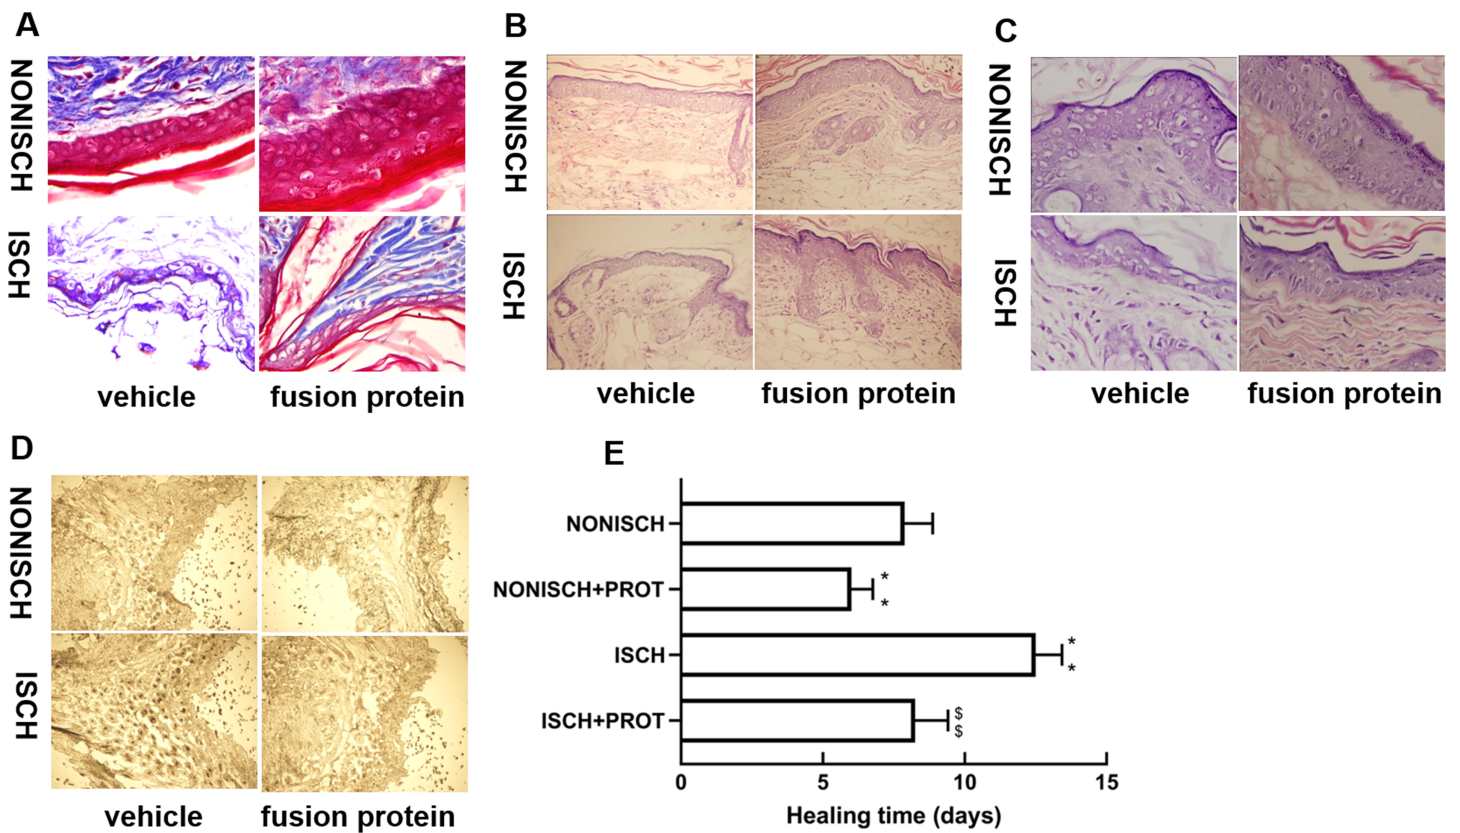 A
NONISCH
ISCH
vehicle
fusion protein
B
NONISCH
ISCH
vehicle
fusion protein
C
NONISCH
ISCH
vehicle
fusion protein
D
NONISCH
ISCH
vehicle
fusion protein
E
NONISCH
NONISCH+PROT
*
*
ISCH
*
*
ISCH+PROT
$
$
0 5 10 15
Healing time (days)